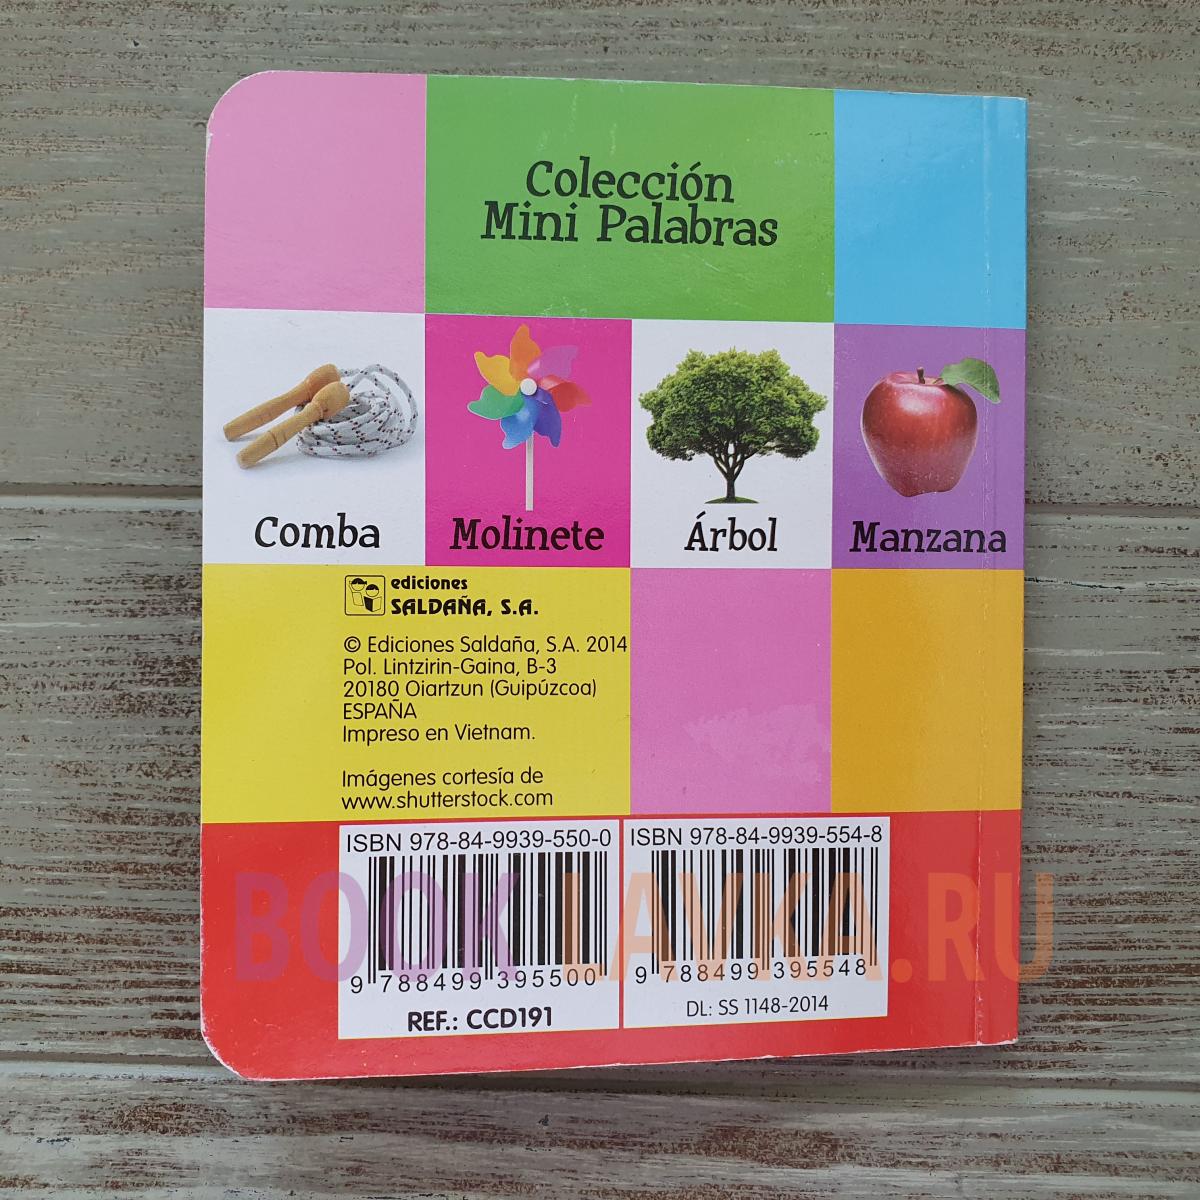 Colección
Mini Palabras
Comba
Molinete
Árbol
Manzana
ediciones
SALDAÑA, S.A.
© Ediciones Saldaña, S.A. 2014
Pol. Lintzirin-Gaina, B-3
20180 Oiartzun (Guipúzcoa)
ESPAÑA
Impreso en Vietnam.
Imágenes cortesía de
www.shutterstock.com
ISBN 978-84-9939-550-0
9 788499 395500
REF.: CCD191
ISBN 978-84-9939-554-8
9 788499 395548
DL: SS 1148-2014
BOOK LAVKA.RU